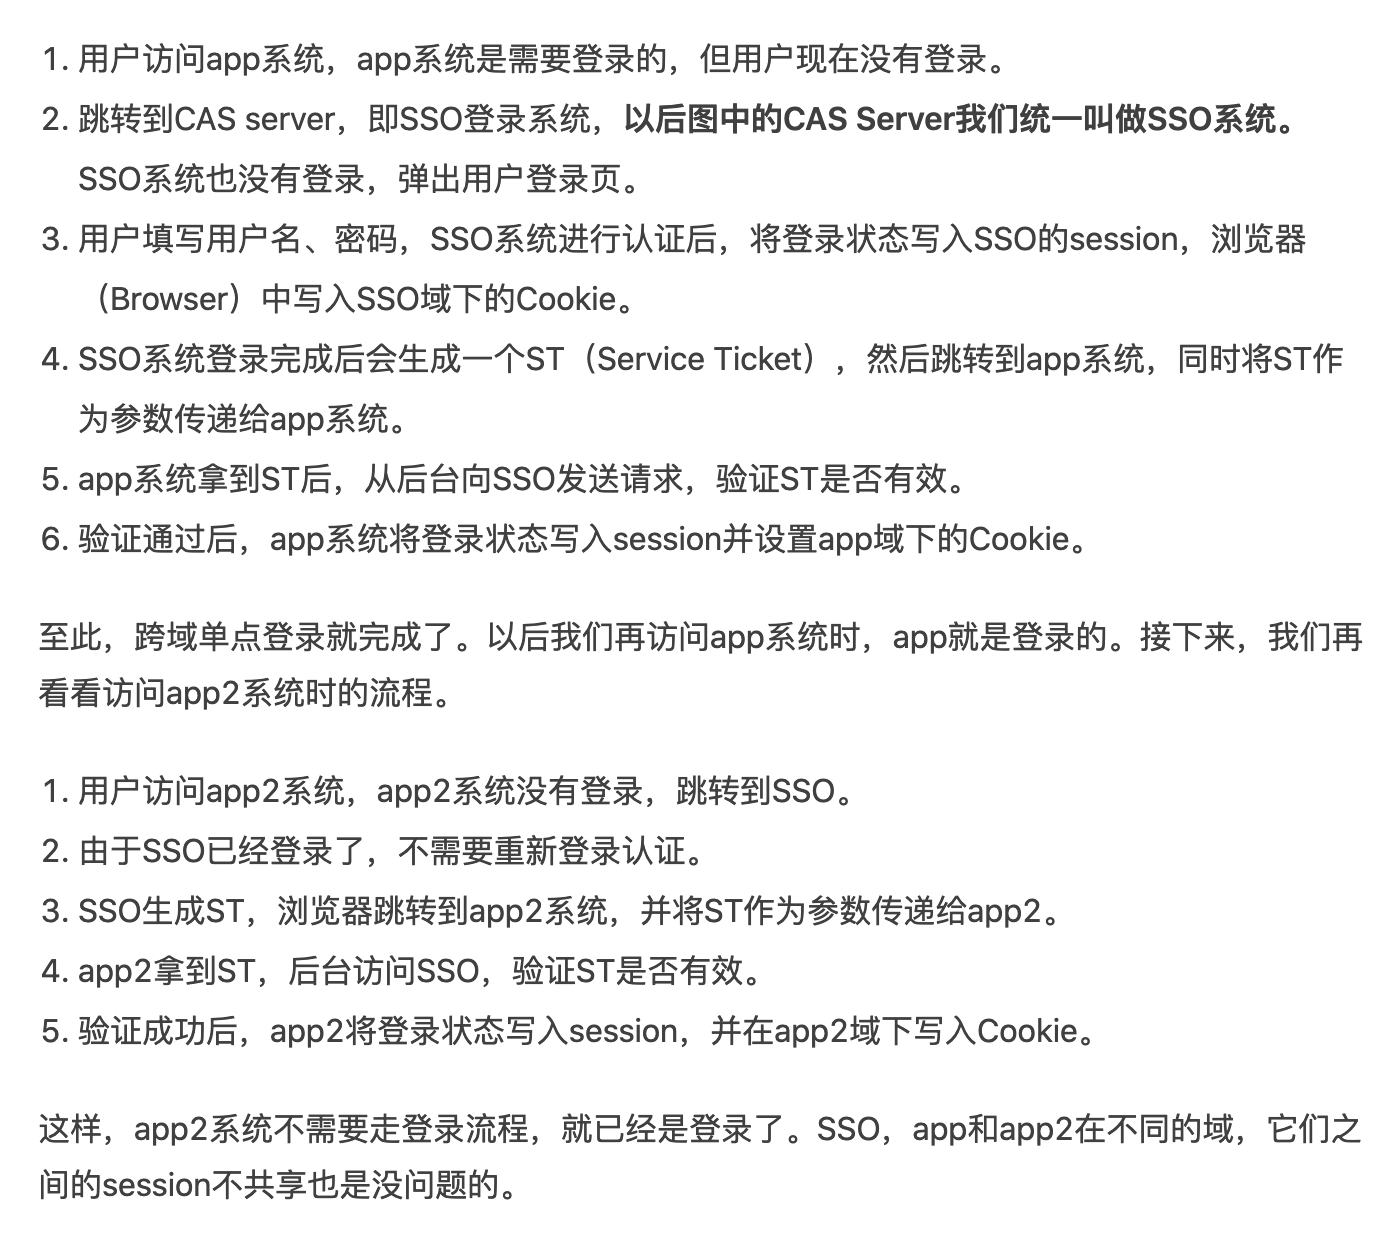 1. 用户访问app系统，app系统是需要登录的，但用户现在没有登录。
2. 跳转到CAS server，即SSO登录系统，以后图中的CAS Server我们统一叫做SSO系统。
SSO系统也没有登录，弹出用户登录页。
3. 用户填写用户名、密码，SSO系统进行认证后，将登录状态写入SSO的session，浏览器
（Browser）中写入SSO域下的Cookie。
4. SSO系统登录完成后会生成一个ST（Service Ticket），然后跳转到app系统，同时将ST作
为参数传递给app系统。
5. app系统拿到ST后，从后台向SSO发送请求，验证ST是否有效。
6. 验证通过后，app系统将登录状态写入session并设置app域下的Cookie。
至此，跨域单点登录就完成了。以后我们再访问app系统时，app就是登录的。接下来，我们再
看看访问app2系统时的流程。
1. 用户访问app2系统，app2系统没有登录，跳转到SSO。
2. 由于SSO已经登录了，不需要重新登录认证。
3. SSO生成ST，浏览器跳转到app2系统，并将ST作为参数传递给app2。
4. app2拿到ST，后台访问SSO，验证ST是否有效。
5. 验证成功后，app2将登录状态写入session，并在app2域下写入Cookie。
这样，app2系统不需要走登录流程，就已经是登录了。SSO，app和app2在不同的域，它们之
间的session不共享也是没问题的。